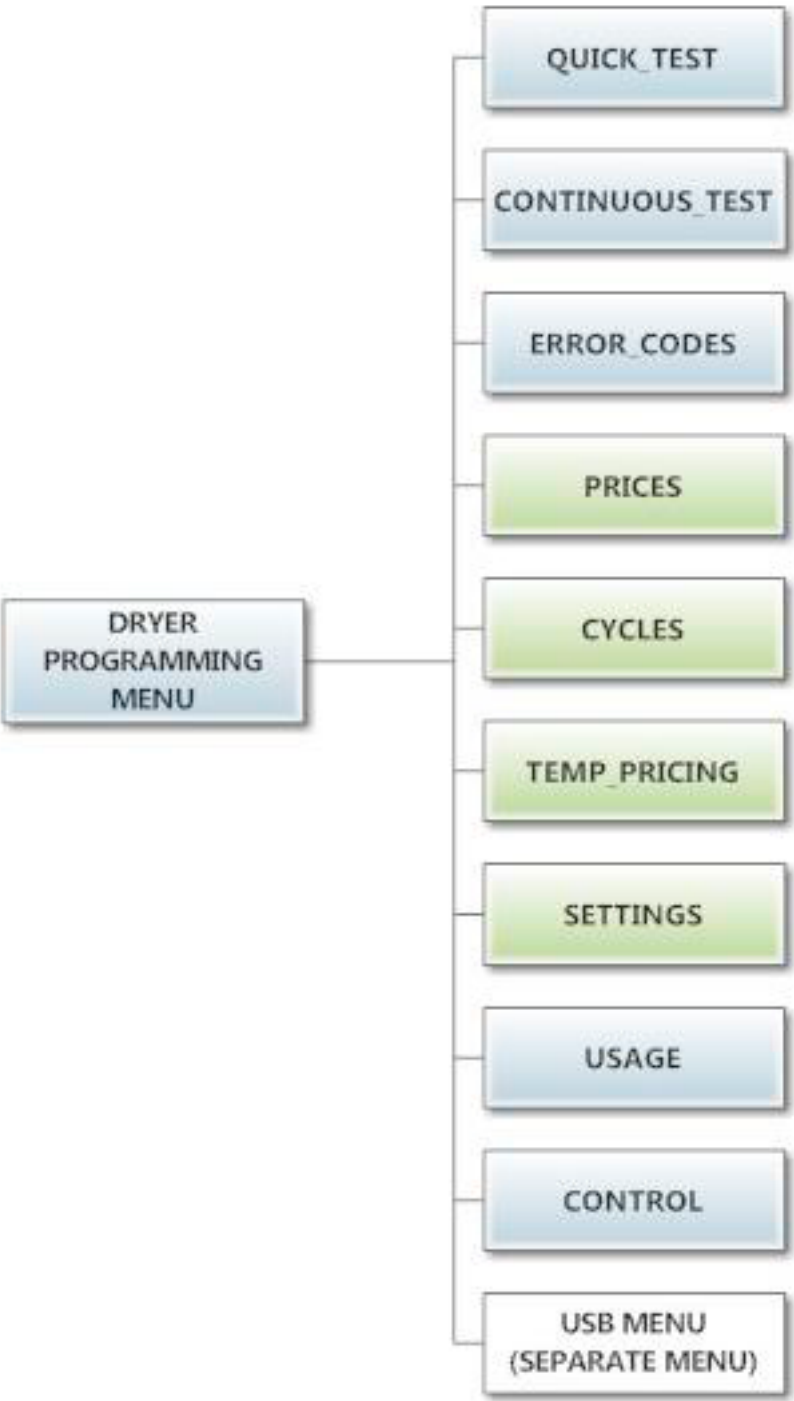 QUICK_TEST
CONTINUOUS_TEST
ERROR_CODES
PRICES
CYCLES
DRYER
PROGRAMMING
MENU
TEMP_PRICING
SETTINGS
USAGE
CONTROL
USB MENU
(SEPARATE MENU)